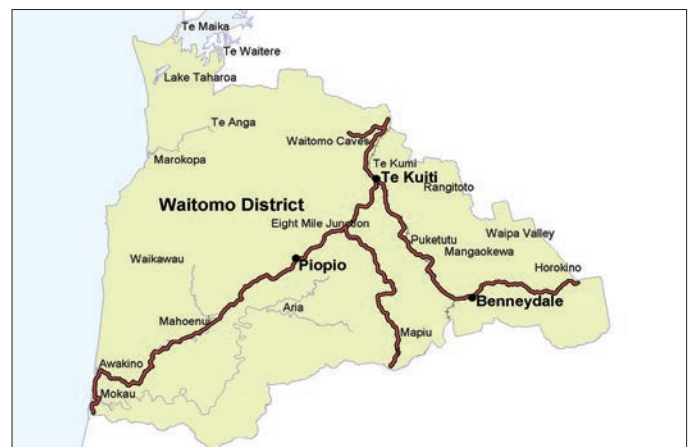 Te Maika
Te Waitere
Lake Taharoa
Te Anga
Waitomo Caves
Marokopa
Te Kumi
Te Kuiti
Rangitoto
Waitomo District
Eight Mile Junction
Waipa Valley
Puketutu
Mangaokewa
Waikawau
Piopio
Horokino
Benneydale
Aria
Mahoenui
Mapiu
Awakino
Mokau